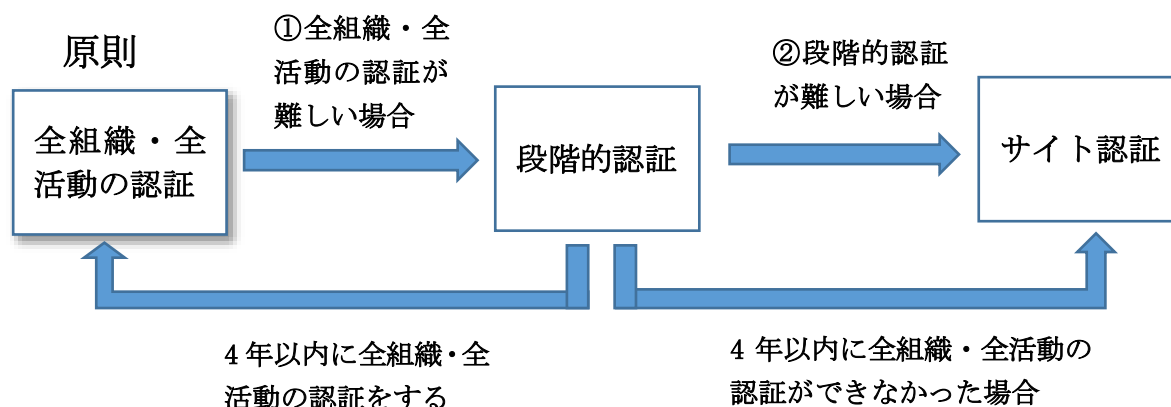 原則
全組織・全
活動の認証
①全組織・全
活動の認証が
難しい場合
段階的認証
②段階的認証
が難しい場合
サイト認証
4年以内に全組織・全
活動の認証をする
4 年以内に全組織・全活動の
認証ができなかった場合